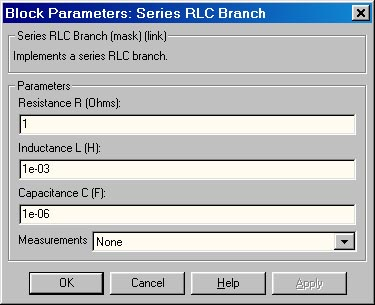 Block Parameters: Series RLC Branch
Series RLC Branch (mask) (link)
Implements a series RLC branch.
Parameters
Resistance R (Ohms):
1
Inductance L (H):
1e-03
Capacitance C (F):
1e-06
Measurements None
OK Cancel Help Apply